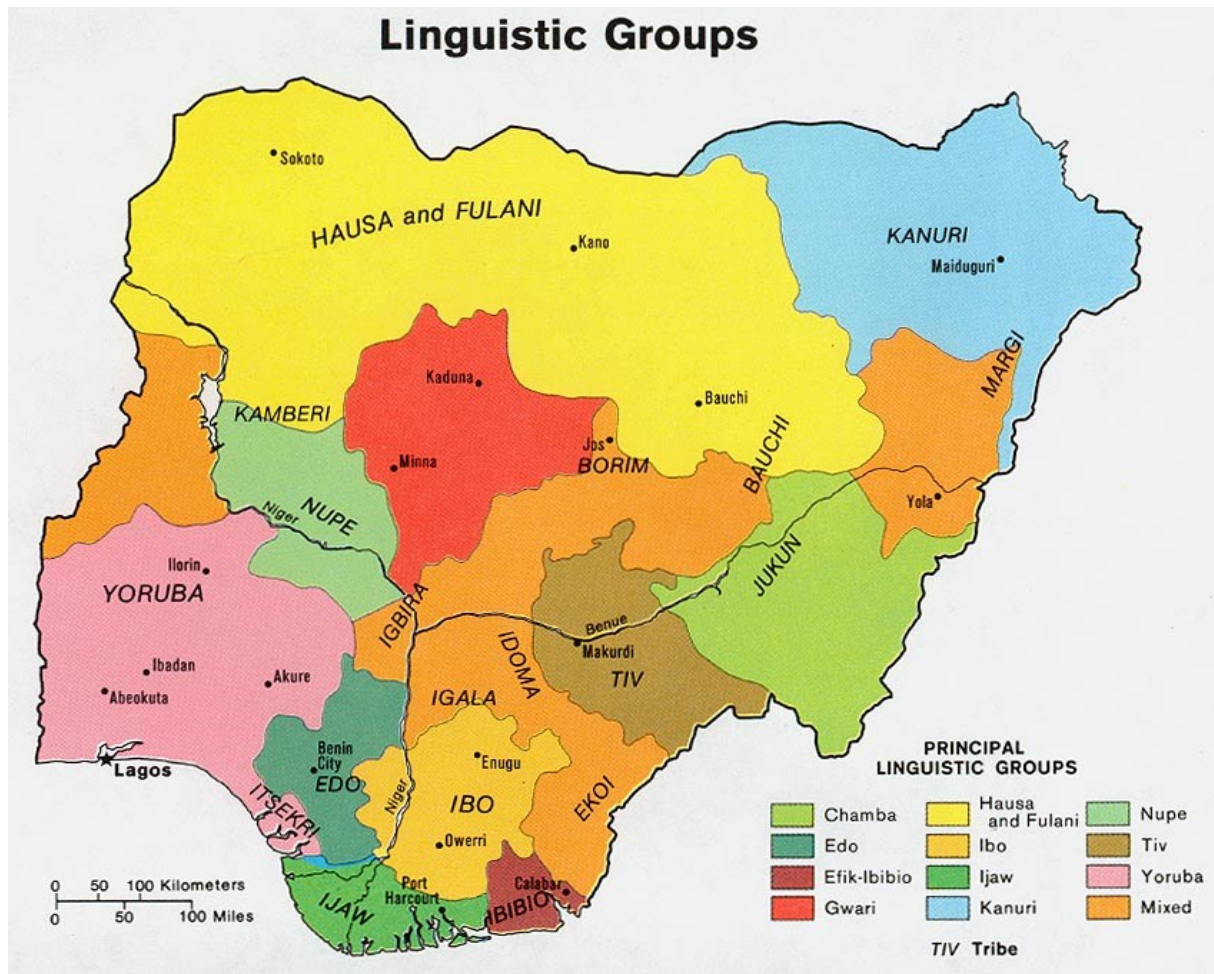 Linguistic Groups
Sokoto
HAUSA and FULANI
Kano
KANURI
Maiduguri
MARGI
Kaduna
Bauchi
KAMBERI
BAUCHI
Jos
BORIM
Minna
Yola
NUPE
Niger
JUKUN
Ilorin
YORUBA
IGBIRA
Benue
Makurdi
IDOMA
TIV
Ibadan
Akure
Abeokuta
IGALA
Benin
City
EDO
Enugu
Lagos
Niger
IBO
EKOI
ITSEKRI
Owerri
Port
Harcourt
Calabar
IJAW
IBIBIO
0 50 100 Kilometers
0 50 100 Miles
PRINCIPAL
LINGUISTIC GROUPS
Chamba
Edo
Efik-Ibibio
Gwari
Hausa
and Fulani
Ibo
Ijaw
Kanuri
Nupe
Tiv
Yoruba
Mixed
TIV Tribe